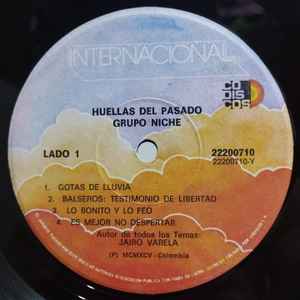 INTERNACIONAL
CODISCOS
HUELLAS DEL PASADO
GRUPO NICHE
LADO 1
22200710
22200710-Y
1. GOTAS DE LLUVIA
2. BALSEROS: TESTIMONIO DE LIBERTAD
3. LO BONITO Y LO FEO
4. ES MEJOR NO DESPERTAR
Autor de todos los Temas:
JAIRO VARELA
(P) MCMXCV - Colombia